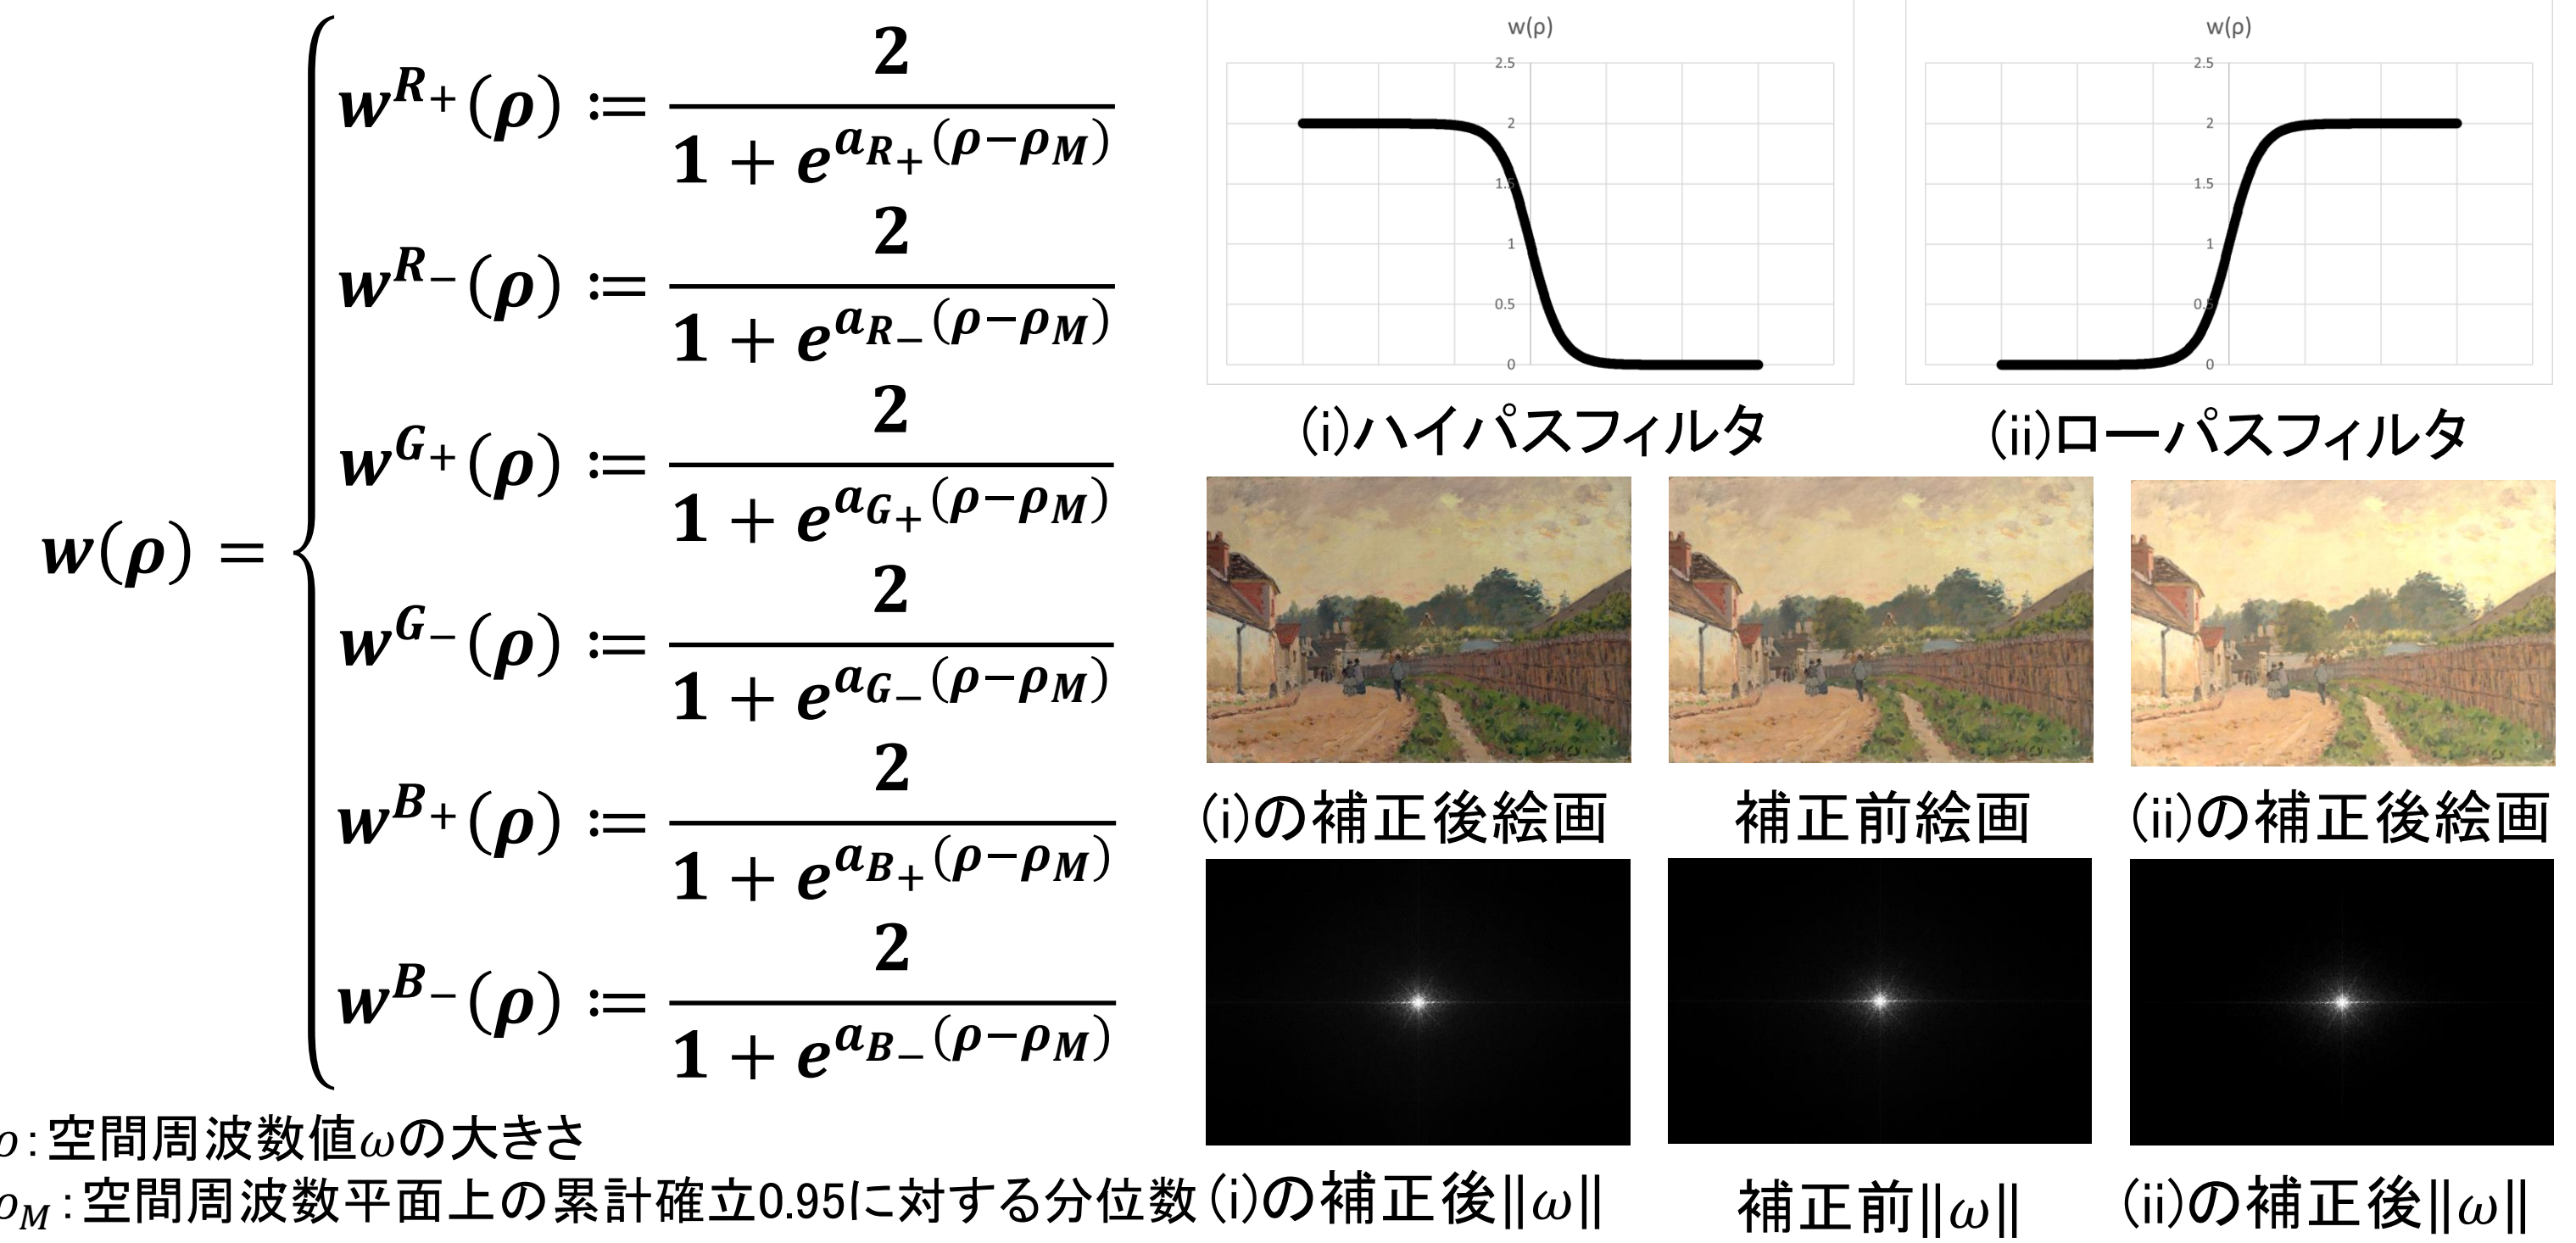 w(ρ) = { w^{R+}(ρ) := 2 / (1 + e^{a_{R+}(ρ−ρ_M)})
w^{R−}(ρ) := 2 / (1 + e^{a_{R−}(ρ−ρ_M)})
w^{G+}(ρ) := 2 / (1 + e^{a_{G+}(ρ−ρ_M)})
w^{G−}(ρ) := 2 / (1 + e^{a_{G−}(ρ−ρ_M)})
w^{B+}(ρ) := 2 / (1 + e^{a_{B+}(ρ−ρ_M)})
w^{B−}(ρ) := 2 / (1 + e^{a_{B−}(ρ−ρ_M)})
ρ:空間周波数値ωの大きさ
ρ_M:空間周波数平面上の累計確立0.95に対する分位数
w(ρ)
2.5
2
1.5
1
0.5
0
(i)ハイパスフィルタ
w(ρ)
2.5
2
1.5
1
0.5
0
(ii)ローパスフィルタ
(i)の補正後絵画
補正前絵画
(ii)の補正後絵画
(i)の補正後‖ω‖
補正前‖ω‖
(ii)の補正後‖ω‖